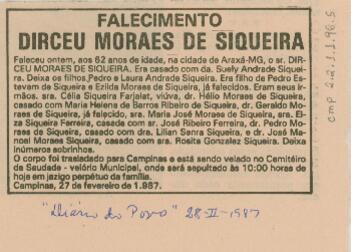 FALECIMENTO
DIRCEU MORAES DE SIQUEIRA
Faleceu ontem, aos 62 anos de idade, na cidade de Araxá-MG, o sr. DIR-
CEU MORAES DE SIQUEIRA. Era casado com da. Suely Andrade Siquei-
ra. Deixa os filhos, Pedro e Laura Andrade Siqueira. Era filho de Pedro Es-
tevam de Siqueira e Ezilda Moraes de Siqueira, já falecidos. Eram seus ir-
mãos. sra. Célia Siqueira Farjalat, viúva, dr. Hélio Moraes de Siqueira,
casado com Maria Helena de Barros Ribeiro de Siqueira, dr. Geraldo Mo-
raes de Siqueira, já falecido, sra. Maria José Moraes de Siqueira, sra. El-
za Siqueira Ferreira, casada com sr. José Ribeiro Ferreira, dr. Pedro Mo-
raes de Siqueira, casado com dra. Lilian Senra Siqueira, e dr. José Ma-
noel Moraes Siqueira, casado com sra. Rosita Gonzalez Siqueira. Deixa
inúmeros sobrinhos.
O corpo foi trasladado para Campinas e está sendo velado no Cemitéiro
da Saudade - velório Municipal, onde será sepultado às 10:00 horas de
hoje em jazigo perpétuo da família.
Campinas, 27 de fevereiro de 1.987.
"Diário do Povo" 28-II-1987